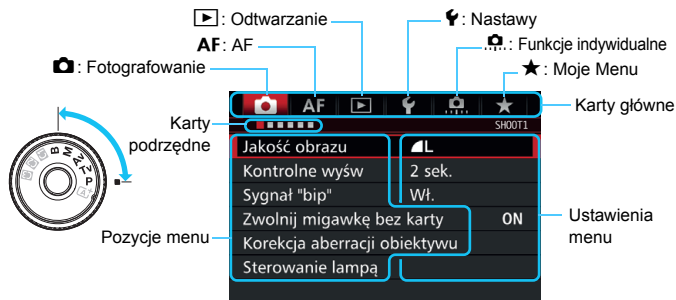 : Odtwarzanie
: Nastawy
AF: AF
: Funkcje indywidualne
: Fotografowanie
: Moje Menu
AF
Karty główne
Karty podrzędne
SHOOT1
Jakość obrazu L
Kontrolne wyśw 2 sek.
Sygnał "bip" Wł.
Zwolnij migawkę bez karty ON
Korekcja aberracji obiektywu
Sterowanie lampą
Pozycje menu
Ustawienia menu
B
M
Av
Tv
P
A+